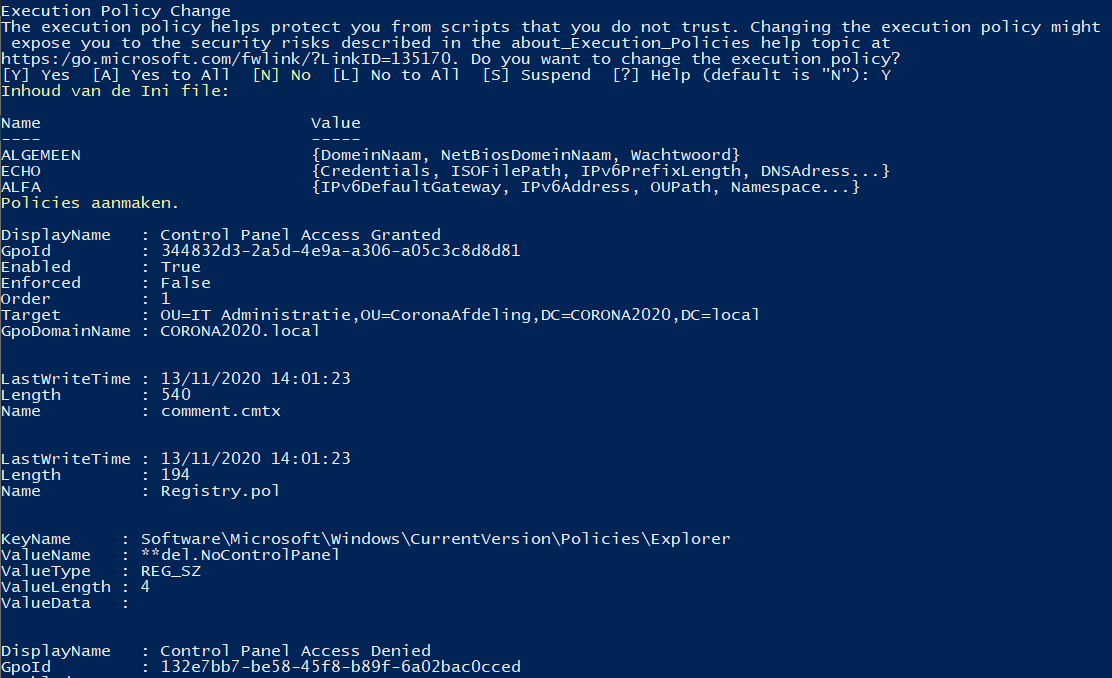 Execution Policy Change
The execution policy helps protect you from scripts that you do not trust. Changing the execution policy might
expose you to the security risks described in the about_Execution_Policies help topic at
https:/go.microsoft.com/fwlink/?LinkID=135170. Do you want to change the execution policy?
[Y] Yes  [A] Yes to All  [N] No  [L] No to All  [S] Suspend  [?] Help (default is "N"): Y
Inhoud van de Ini file:
Name                           Value
----                           -----
ALGEMEEN                       {DomeinNaam, NetBiosDomeinNaam, Wachtwoord}
ECHO                           {Credentials, ISOFilePath, IPv6PrefixLength, DNSAdress...}
ALFA                           {IPv6DefaultGateway, IPv6Address, OUPath, Namespace...}
Policies aanmaken.
DisplayName   : Control Panel Access Granted
GpoId         : 344832d3-2a5d-4e9a-a306-a05c3c8d8d81
Enabled       : True
Enforced      : False
Order         : 1
Target        : OU=IT Administratie,OU=CoronaAfdeling,DC=CORONA2020,DC=local
GpoDomainName : CORONA2020.local
LastWriteTime : 13/11/2020 14:01:23
Length        : 540
Name          : comment.cmtx
LastWriteTime : 13/11/2020 14:01:23
Length        : 194
Name          : Registry.pol
KeyName     : Software\Microsoft\Windows\CurrentVersion\Policies\Explorer
ValueName   : **del.NoControlPanel
ValueType   : REG_SZ
ValueLength : 4
ValueData   :
DisplayName   : Control Panel Access Denied
GpoId         : 132e7bb7-be58-45f8-b89f-6a02bac0cced